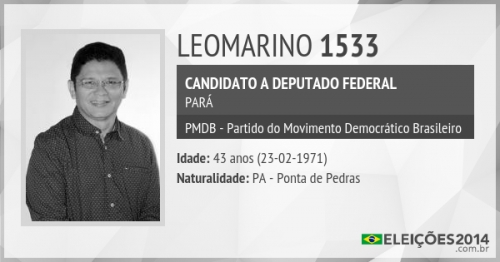 LEOMARINO 1533
CANDIDATO A DEPUTADO FEDERAL
PARÁ
PMDB - Partido do Movimento Democrático Brasileiro
Idade: 43 anos (23-02-1971)
Naturalidade: PA - Ponta de Pedras
ELEIÇÕES2014
.com.br